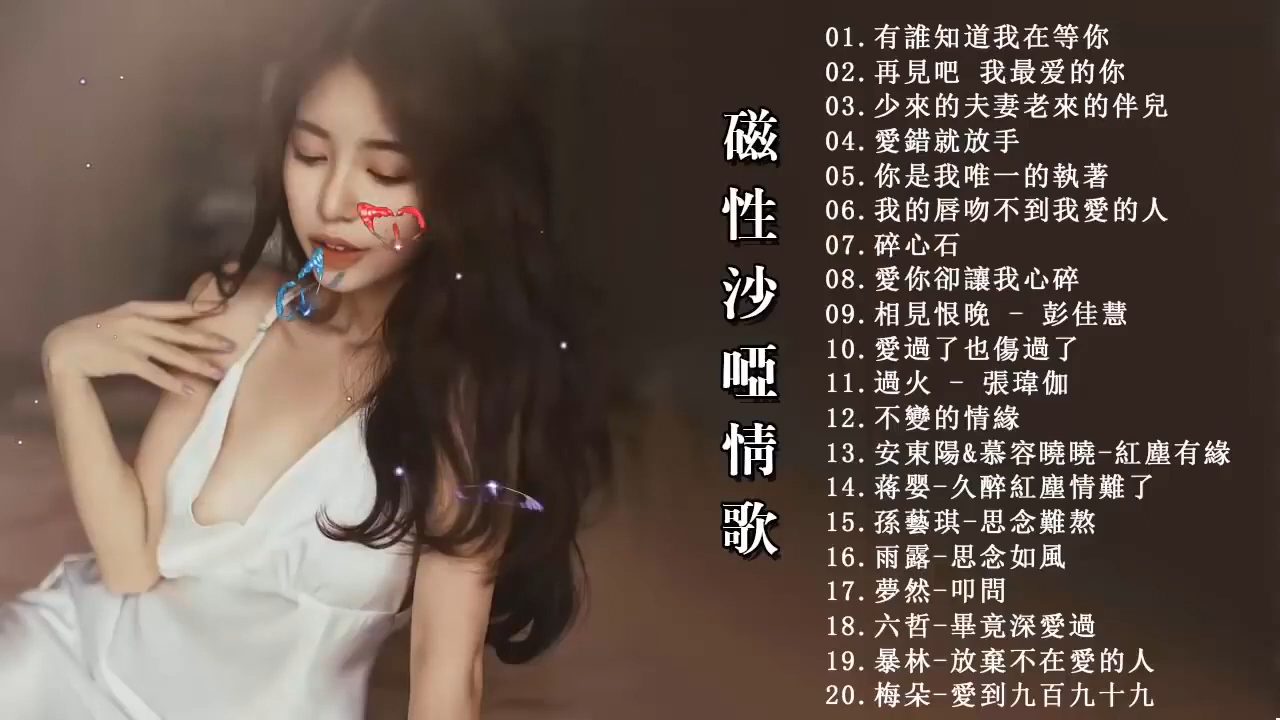 磁性沙啞情歌
01.有誰知道我在等你
02.再見吧 我最爱的你
03.少來的夫妻老來的伴兒
04.愛錯就放手
05.你是我唯一的執著
06.我的唇吻不到我愛的人
07.碎心石
08.愛你卻讓我心碎
09.相見恨晚 - 彭佳慧
10.愛過了也傷過了
11.過火 - 張瑋伽
12.不變的情緣
13.安東陽&慕容曉曉-紅塵有緣
14.蒋婴-久醉紅塵情難了
15.孫藝琪-思念難熬
16.雨露-思念如風
17.夢然-叩問
18.六哲-畢竟深愛過
19.暴林-放棄不在愛的人
20.梅朵-愛到九百九十九